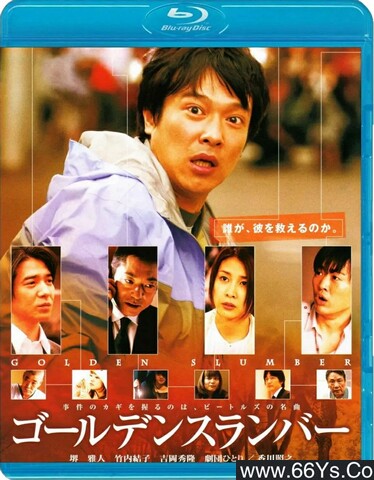 Blu-ray Disc
誰が、彼を救えるのか。
GOLDEN SLUMBER
事件のカギを握るのは、ビートルズの名曲
ゴールデンスランバー
堺 雅人 竹内結子 吉岡秀隆 劇団ひとり／香川照之
www.66Ys.Co